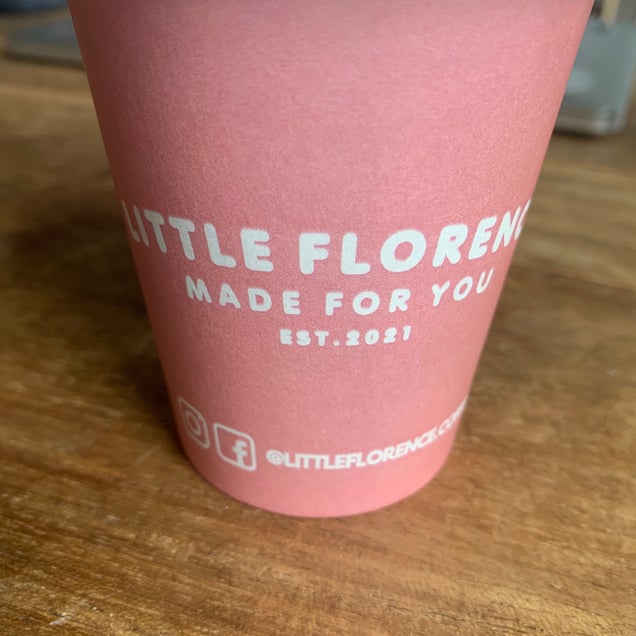 LITTLE FLORENC
MADE FOR YOU
EST.2021
@LITTLEFLORENCE.CO